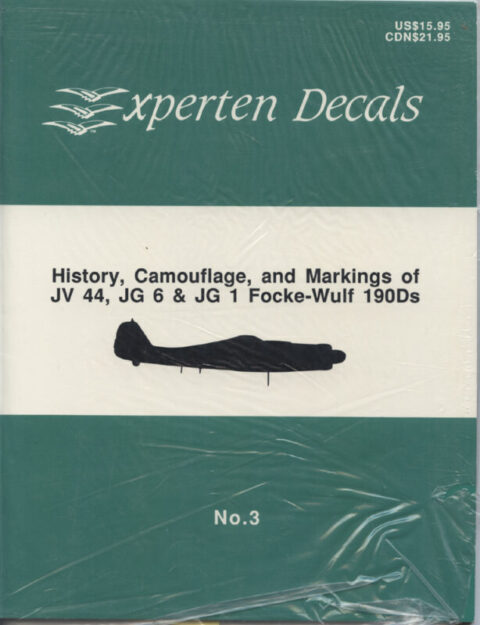 US$15.95
CDN$21.95
Experten Decals
History, Camouflage, and Markings of
JV 44, JG 6 & JG 1 Focke-Wulf 190Ds
No.3